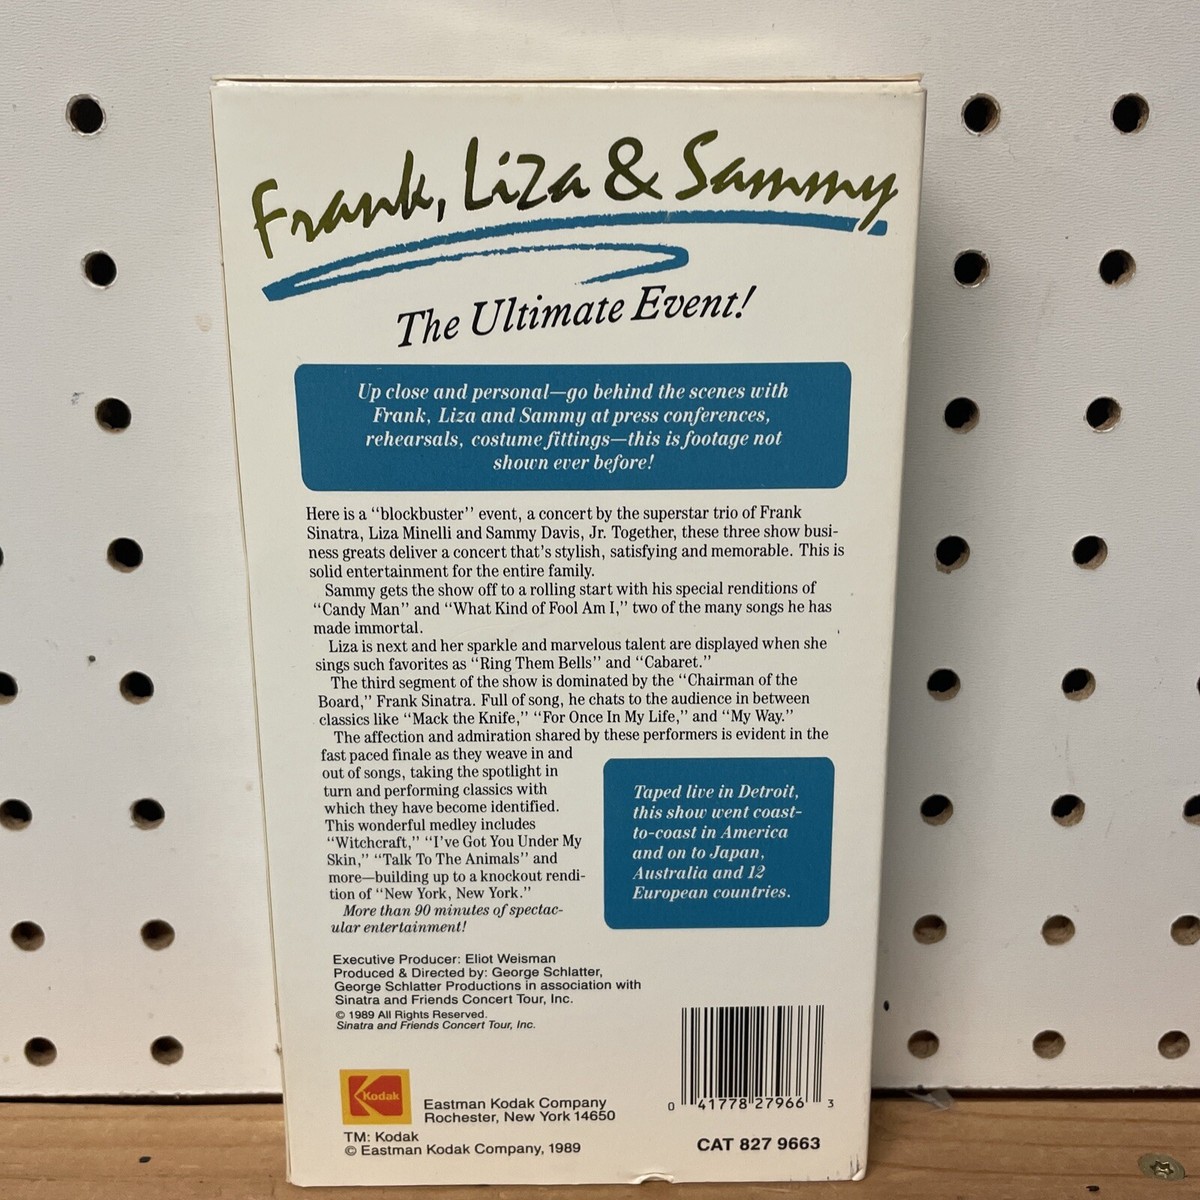 Frank, Liza & Sammy
The Ultimate Event!
Up close and personal—go behind the scenes with
Frank, Liza and Sammy at press conferences,
rehearsals, costume fittings—this is footage not
shown ever before!
Here is a "blockbuster" event, a concert by the superstar trio of Frank
Sinatra, Liza Minelli and Sammy Davis, Jr. Together, these three show busi-
ness greats deliver a concert that's stylish, satisfying and memorable. This is
solid entertainment for the entire family.
Sammy gets the show off to a rolling start with his special renditions of
"Candy Man" and "What Kind of Fool Am I," two of the many songs he has
made immortal.
Liza is next and her sparkle and marvelous talent are displayed when she
sings such favorites as "Ring Them Bells" and "Cabaret."
The third segment of the show is dominated by the "Chairman of the
Board," Frank Sinatra. Full of song, he chats to the audience in between
classics like "Mack the Knife," "For Once In My Life," and "My Way."
The affection and admiration shared by these performers is evident in the
fast paced finale as they weave in and
out of songs, taking the spotlight in
turn and performing classics with
which they have become identified.
This wonderful medley includes
"Witchcraft," "I've Got You Under My
Skin," "Talk To The Animals" and
more—building up to a knockout rendi-
tion of "New York, New York."
More than 90 minutes of spectac-
ular entertainment!
Taped live in Detroit,
this show went coast-
to-coast in America
and on to Japan,
Australia and 12
European countries.
Executive Producer: Eliot Weisman
Produced & Directed by: George Schlatter,
George Schlatter Productions in association with
Sinatra and Friends Concert Tour, Inc.
© 1989 All Rights Reserved.
Sinatra and Friends Concert Tour, Inc.
Kodak
Eastman Kodak Company
Rochester, New York 14650
TM: Kodak
© Eastman Kodak Company, 1989
0 41778 27966 3
CAT 827 9663